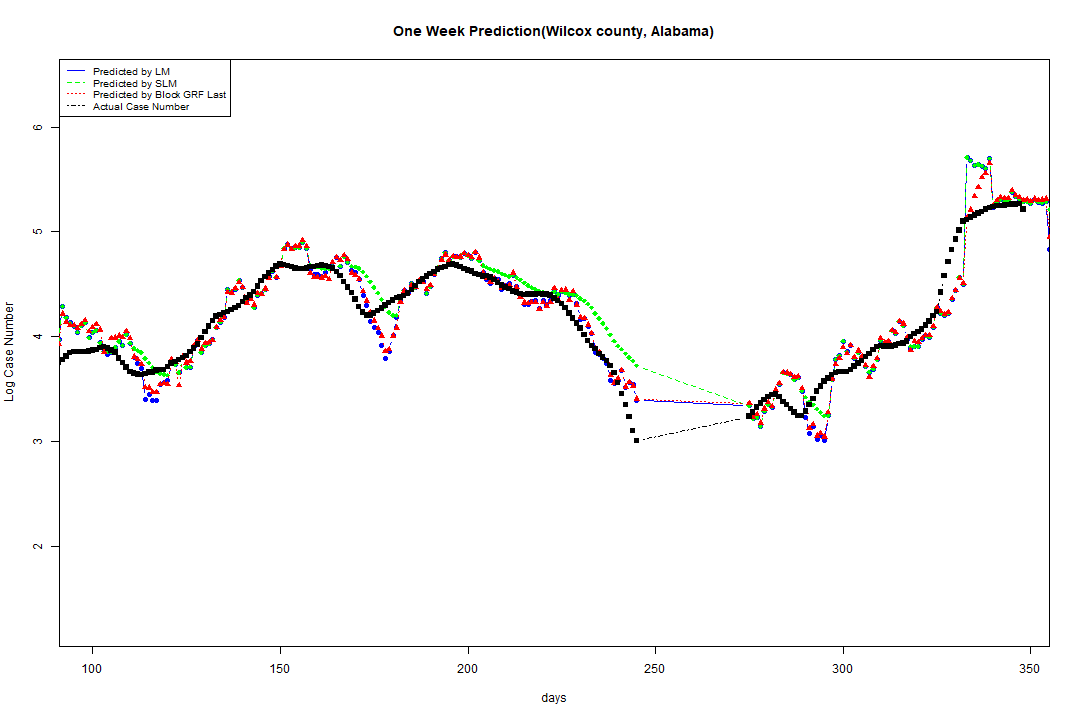 One Week Prediction(Wilcox county, Alabama)
Predicted by LM
Predicted by SLM
Predicted by Block GRF Last
Actual Case Number
6
5
4
3
2
Log Case Number
100 150 200 250 300 350
days